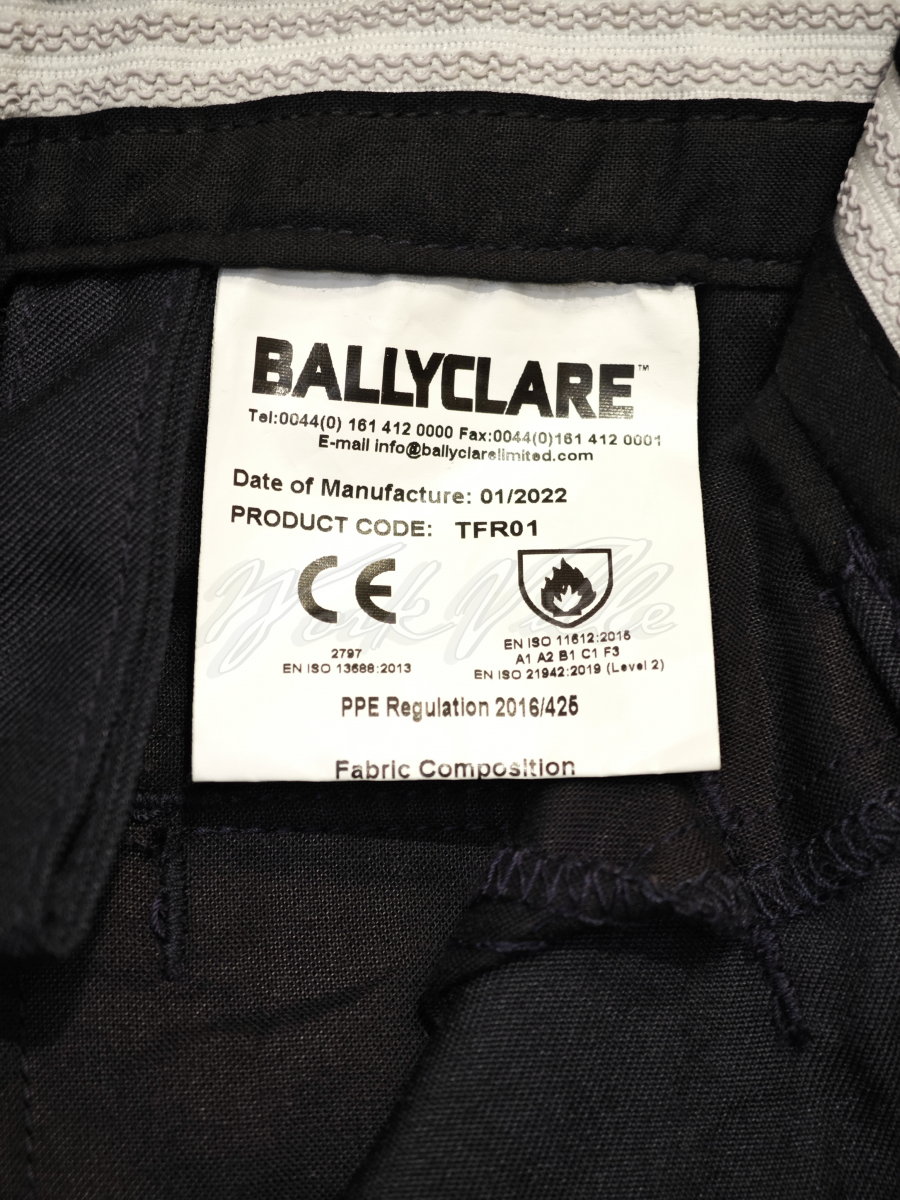 BALLYCLARE™
Tel:0044(0) 161 412 0000 Fax:0044(0)161 412 0001
E-mail info@ballyclarelimited.com
Date of Manufacture: 01/2022
PRODUCT CODE: TFR01
CE
2797
EN ISO 13688:2013
EN ISO 11612:2015
A1 A2 B1 C1 F3
EN ISO 21942:2019 (Level 2)
PPE Regulation 2016/425
Fabric Composition